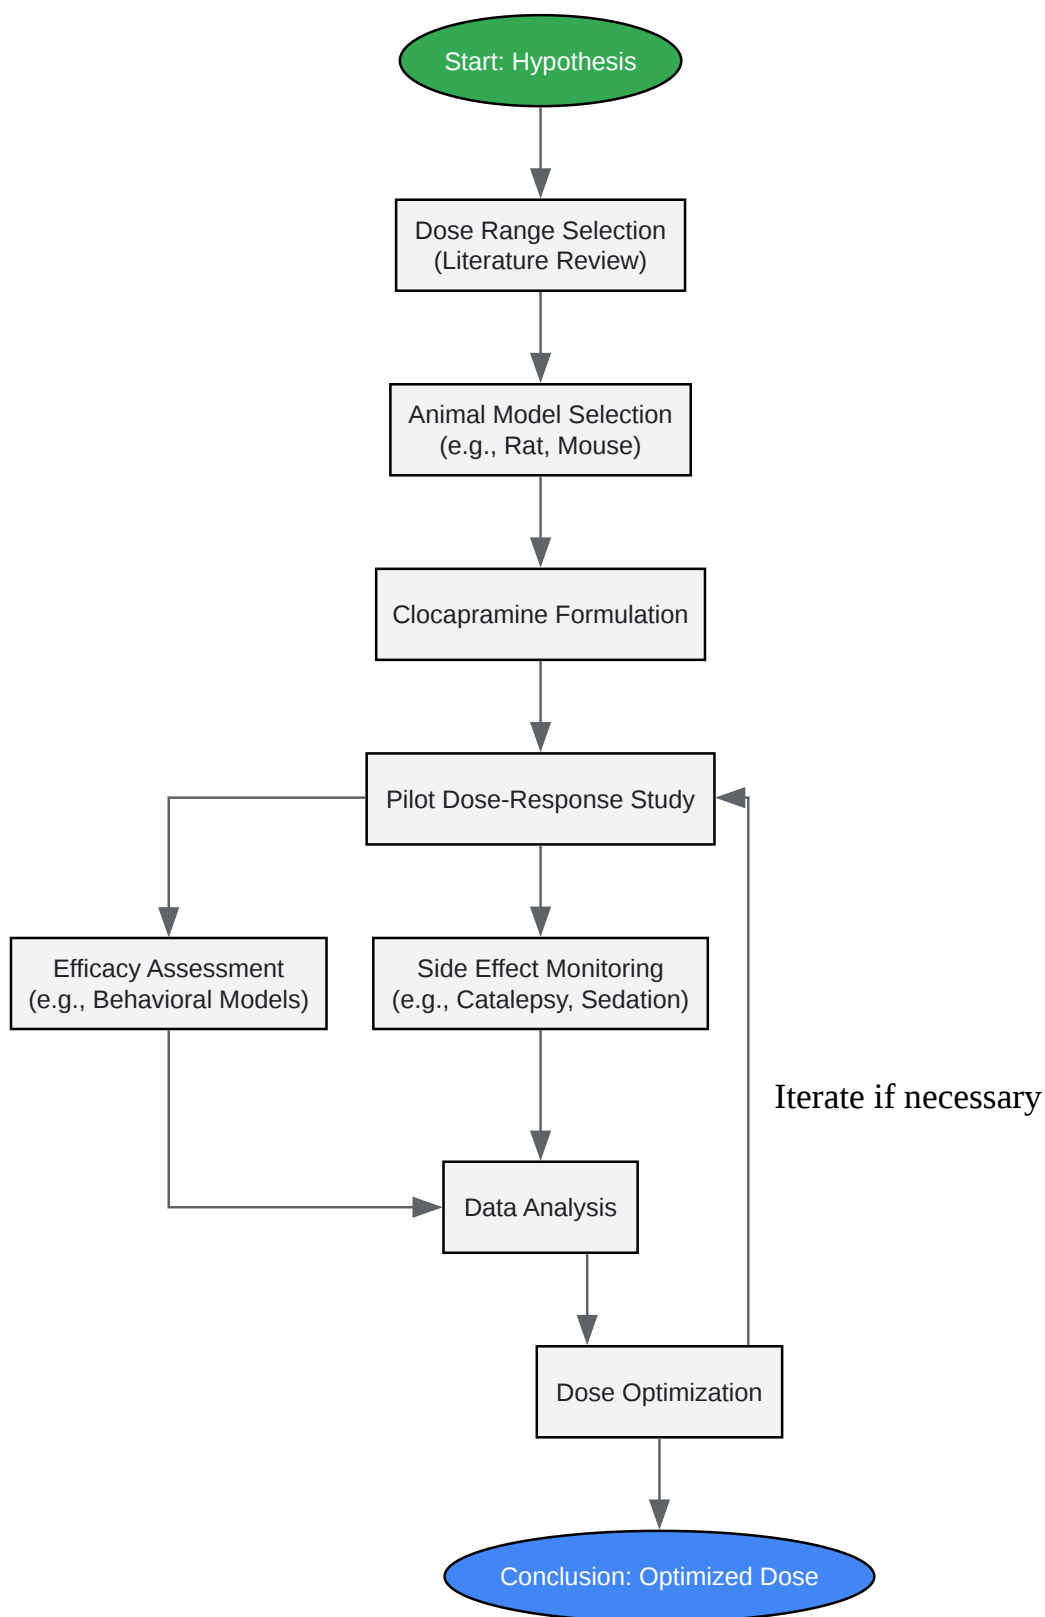 Start: Hypothesis
Dose Range Selection
(Literature Review)
Animal Model Selection
(e.g., Rat, Mouse)
Clocapramine Formulation
Pilot Dose-Response Study
Efficacy Assessment
(e.g., Behavioral Models)
Side Effect Monitoring
(e.g., Catalepsy, Sedation)
Iterate if necessary
Data Analysis
Dose Optimization
Conclusion: Optimized Dose